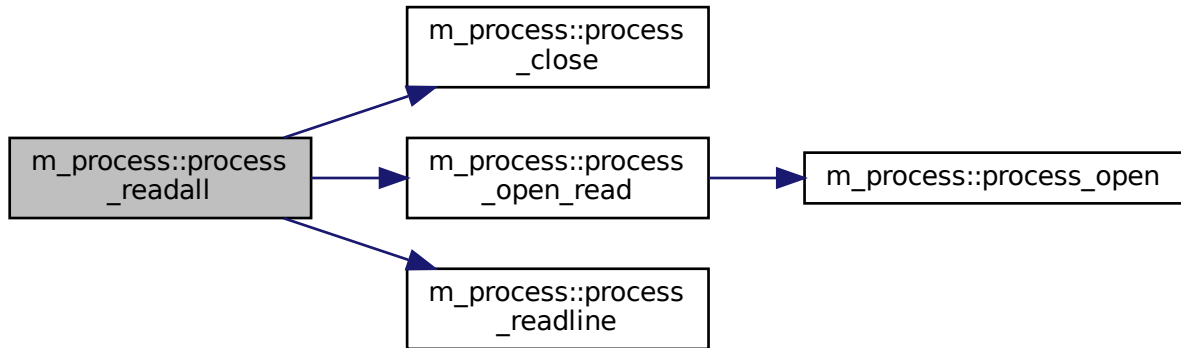 m_process::process
_close
m_process::process
_readall
m_process::process
_open_read
m_process::process_open
m_process::process
_readline